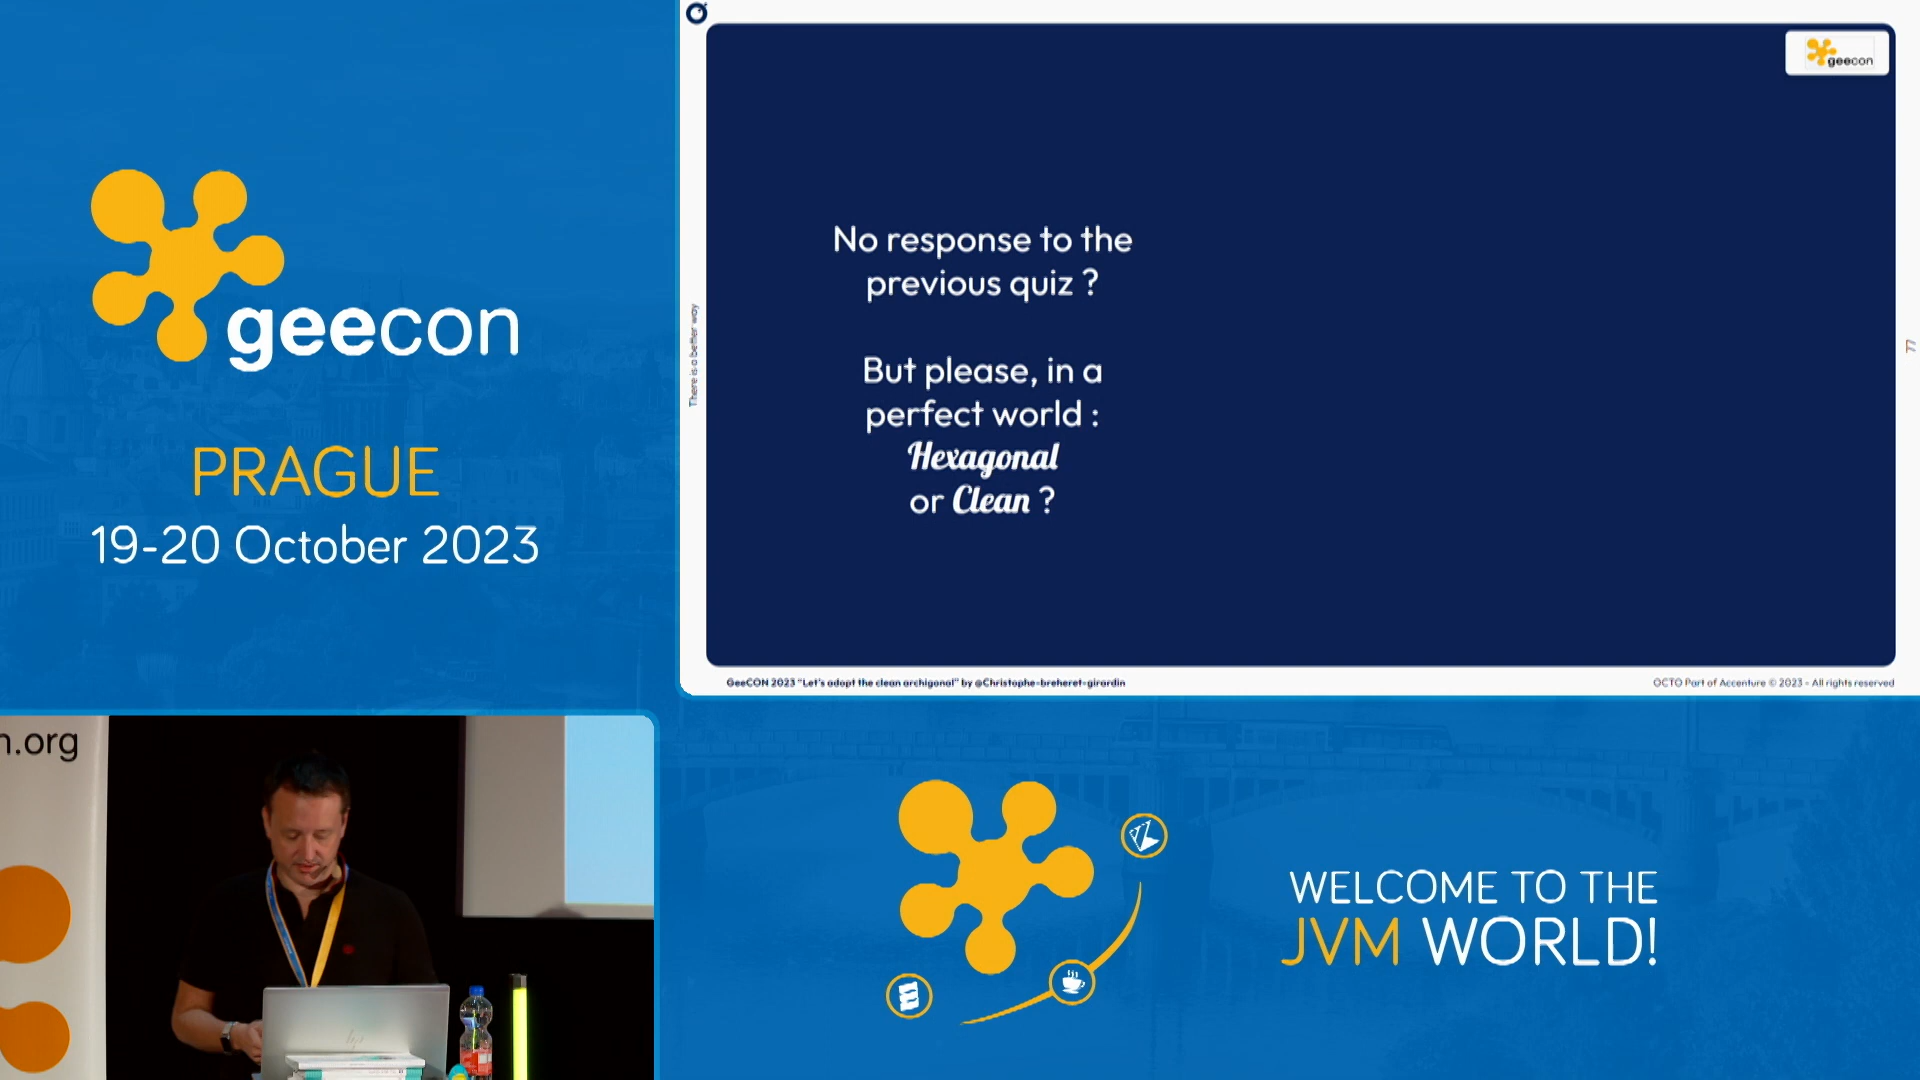 geecon
PRAGUE
19-20 October 2023
geecon
No response to the
previous quiz ?
But please, in a
perfect world :
Hexagonal
or Clean ?
There is a better way
77
GeeCON 2023 "Let's adopt the clean archigonal" by @Christophe-breheret-girardin
OCTO Part of Accenture © 2023 - All rights reserved
n.org
WELCOME TO THE
JVM WORLD!